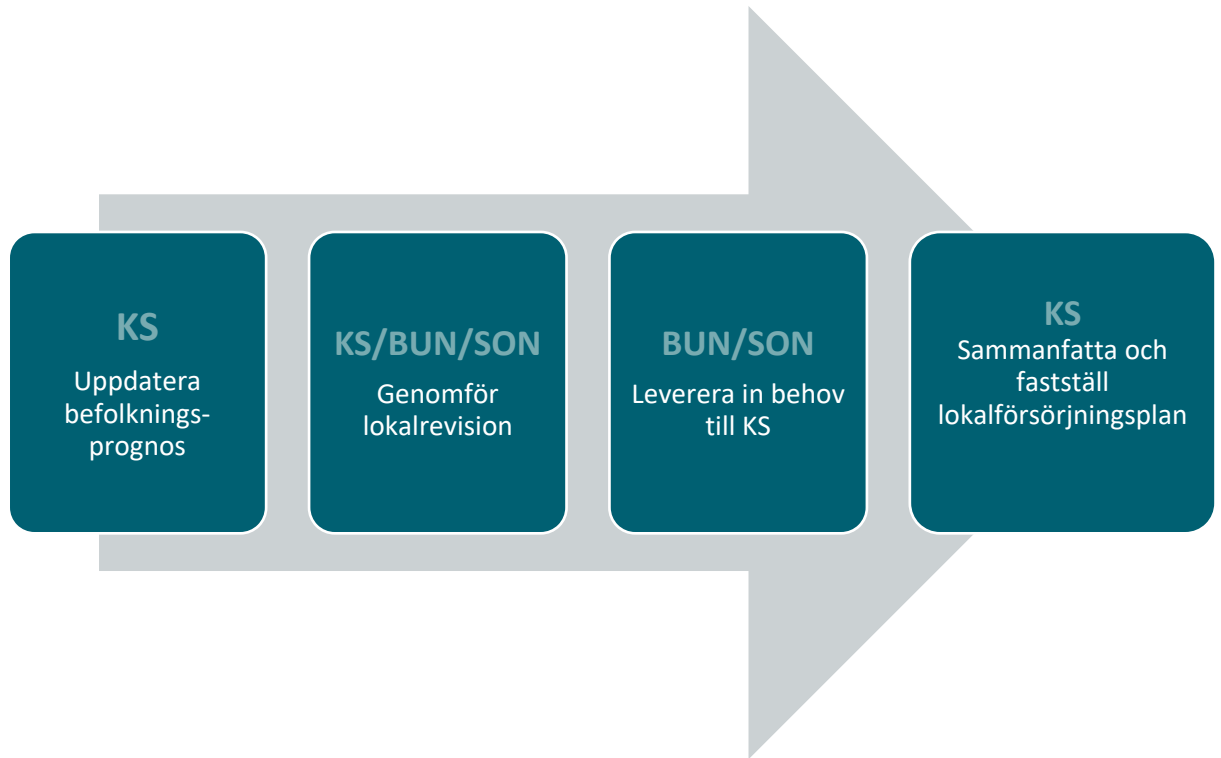 KS
Uppdatera
befolknings-
prognos
KS/BUN/SON
Genomför
lokalrevision
BUN/SON
Leverera in behov
till KS
KS
Sammanfatta och
fastställ
lokalförsörjningsplan